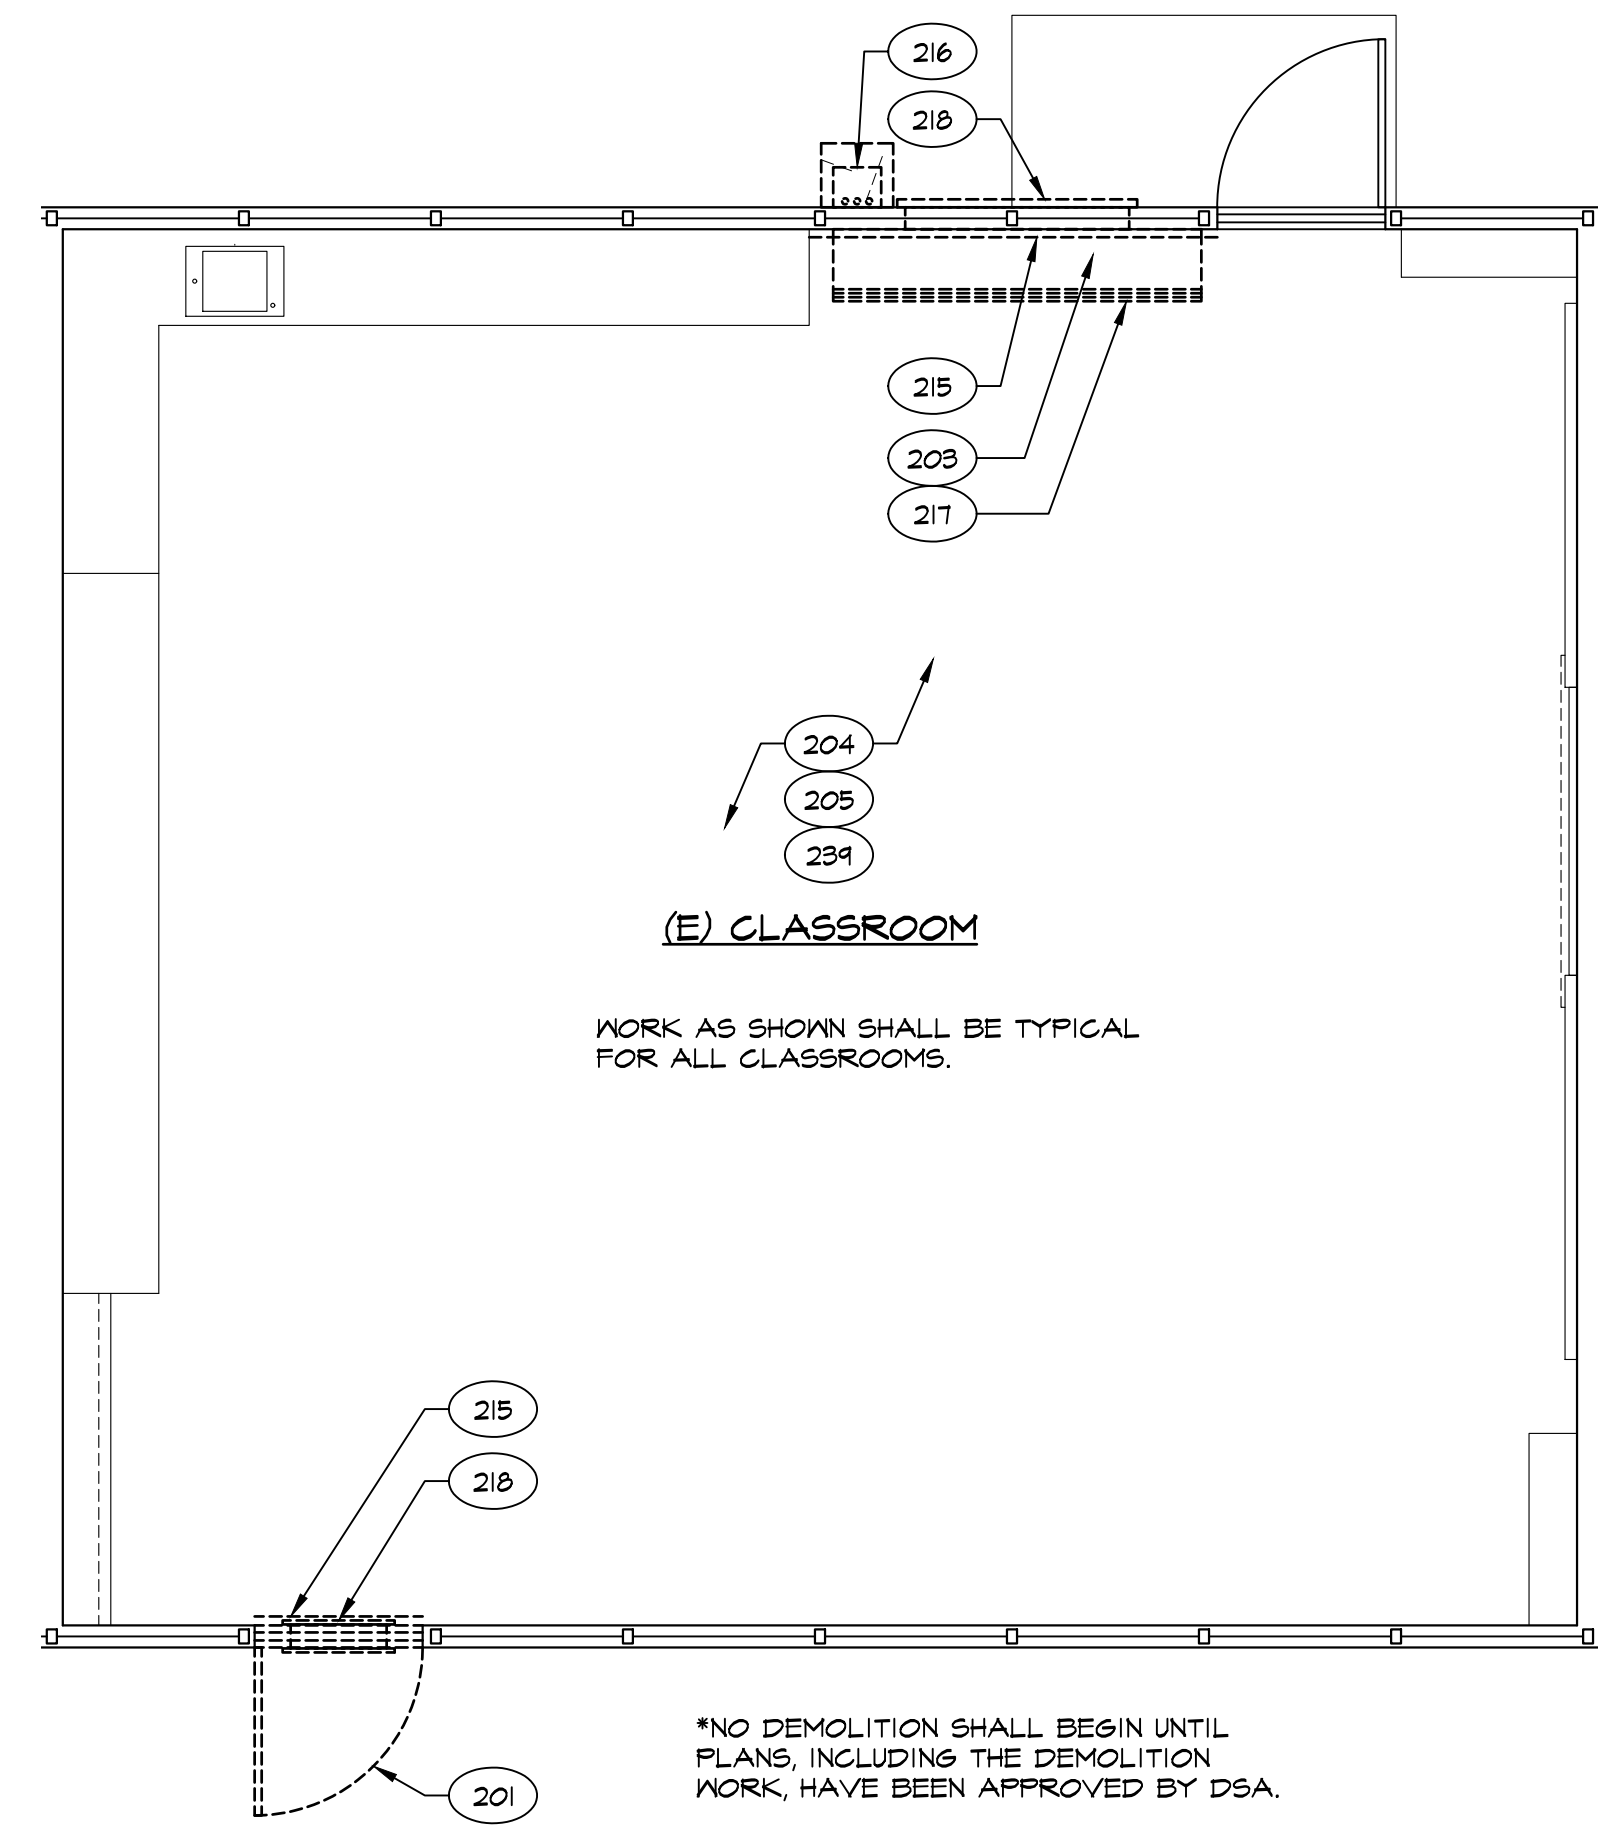 216
218
215
203
217
204
205
239
(E) CLASSROOM
WORK AS SHOWN SHALL BE TYPICAL
FOR ALL CLASSROOMS.
215
218
*NO DEMOLITION SHALL BEGIN UNTIL
PLANS, INCLUDING THE DEMOLITION
WORK, HAVE BEEN APPROVED BY DSA.
201